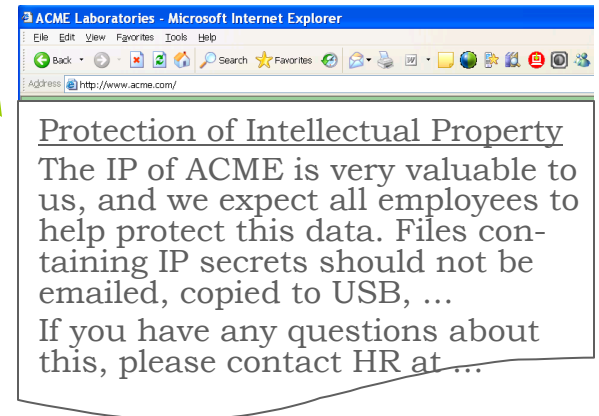 ACME Laboratories - Microsoft Internet Explorer
File Edit View Favorites Tools Help
Back Search Favorites
Address http://www.acme.com/
Protection of Intellectual Property
The IP of ACME is very valuable to
us, and we expect all employees to
help protect this data. Files con-
taining IP secrets should not be
emailed, copied to USB, ...
If you have any questions about
this, please contact HR at ...